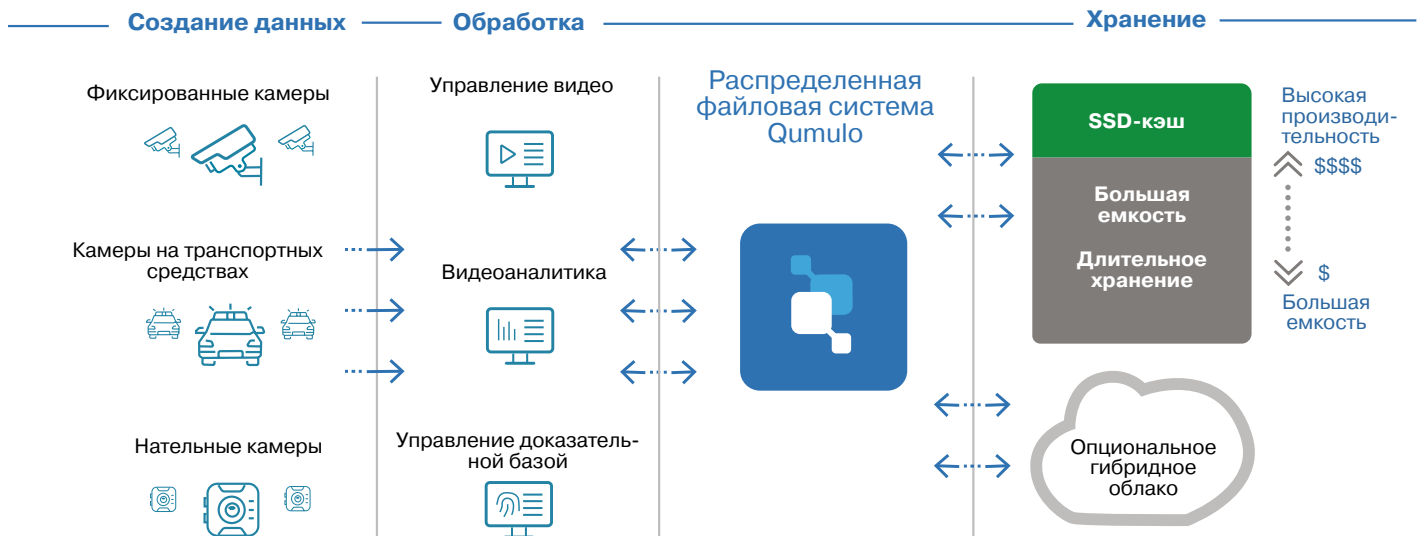 Создание данных
Обработка
Хранение
Фиксированные камеры
Камеры на транспортных
средствах
Нательные камеры
Управление видео
Видеоаналитика
Управление доказатель-
ной базой
Распределенная
файловая система
Qumulo
SSD-кэш
Большая
емкость
Длительное
хранение
Высокая
производи-
тельность
$$$$
$
Большая
емкость
Опциональное
гибридное
облако